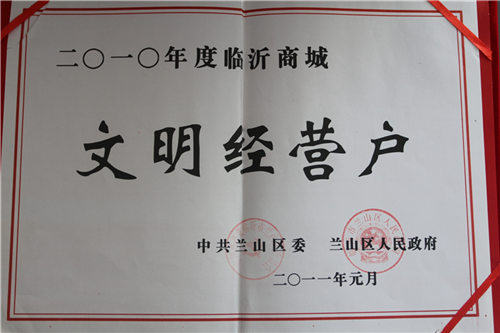 二〇一〇年度临沂商城
文明经营户
中共兰山区委 兰山区人民政府
二〇一一年元月